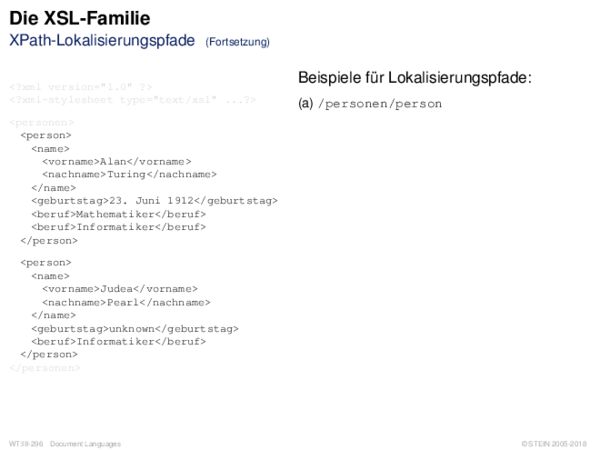 Die XSL-Familie
XPath-Lokalisierungspfade (Fortsetzung)
<?xml version="1.0" ?>
<?xml-stylesheet type="text/xsl" ...?>
<personen>
<person>
<name>
<vorname>Alan</vorname>
<nachname>Turing</nachname>
</name>
<geburtstag>23. Juni 1912</geburtstag>
<beruf>Mathematiker</beruf>
<beruf>Informatiker</beruf>
</person>
<person>
<name>
<vorname>Judea</vorname>
<nachname>Pearl</nachname>
</name>
<geburtstag>unknown</geburtstag>
<beruf>Informatiker</beruf>
</person>
</personen>
Beispiele für Lokalisierungspfade:
(a) /personen/person
WT:III-296 Document Languages
© STEIN 2005-2018